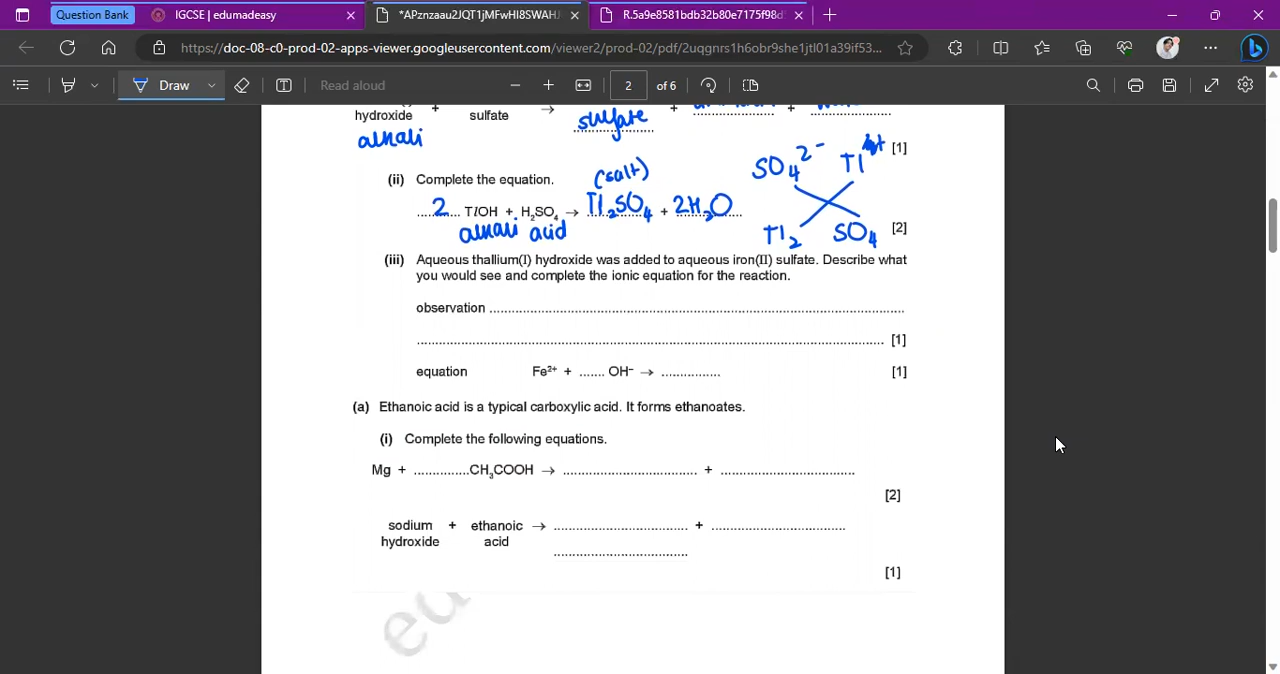 Question Bank
IGCSE | edumadeasy
*APznzaau2JQT1jMFwHI8SWAH
R.5a9e8581bdb32b80e7175f98d
https://doc-08-c0-prod-02-apps-viewer.googleusercontent.com/viewer2/prod-02/pdf/2uqgnrs1h6obr9she1jtl01a39if53...
Draw
Read aloud
2 of 6
hydroxide + sulfate → sulfate + +
alkali
[1]
(ii) Complete the equation.
(salt)
SO₄²⁻ Tl
2 TlOH + H₂SO₄ → Tl₂SO₄ + 2H₂O
alkali acid
Tl₂ SO₄
[2]
(iii) Aqueous thallium(I) hydroxide was added to aqueous iron(II) sulfate. Describe what
you would see and complete the ionic equation for the reaction.
observation ....................
.................... [1]
equation Fe²⁺ + ....... OH⁻ → ............... [1]
(a) Ethanoic acid is a typical carboxylic acid. It forms ethanoates.
(i) Complete the following equations.
Mg + ...............CH₃COOH → .................... + ....................
[2]
sodium + ethanoic → .................... + ....................
hydroxide acid ....................
[1]
edu